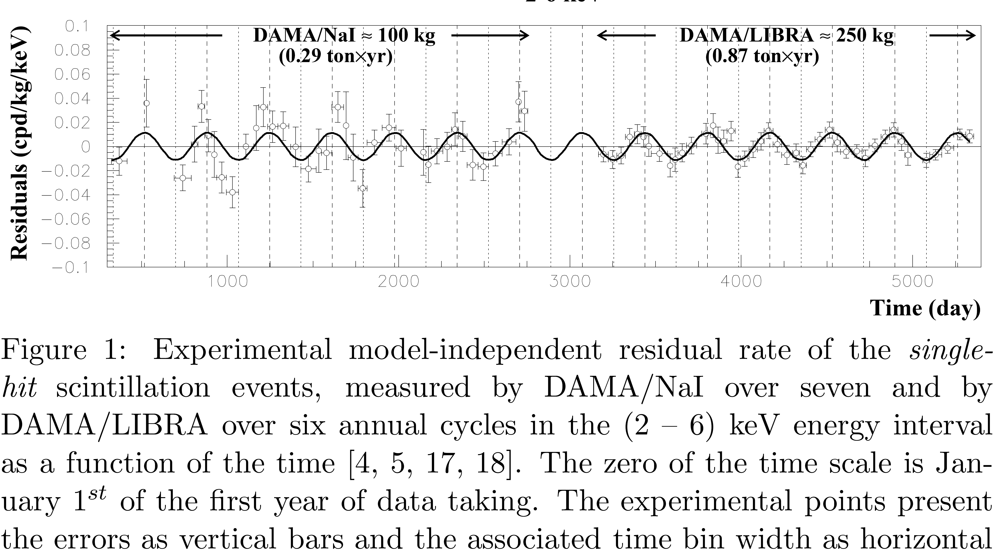 2-6 keV
0.1
DAMA/NaI ≈ 100 kg
DAMA/LIBRA ≈ 250 kg
(0.29 ton×yr)
(0.87 ton×yr)
0.08
0.06
0.04
0.02
0
−0.02
−0.04
−0.06
−0.08
−0.1
Residuals (cpd/kg/keV)
1000 2000 3000 4000 5000
Time (day)
Figure 1: Experimental model-independent residual rate of the single-
hit scintillation events, measured by DAMA/NaI over seven and by
DAMA/LIBRA over six annual cycles in the (2 – 6) keV energy interval
as a function of the time [4, 5, 17, 18]. The zero of the time scale is Jan-
uary 1st of the first year of data taking. The experimental points present
the errors as vertical bars and the associated time bin width as horizontal